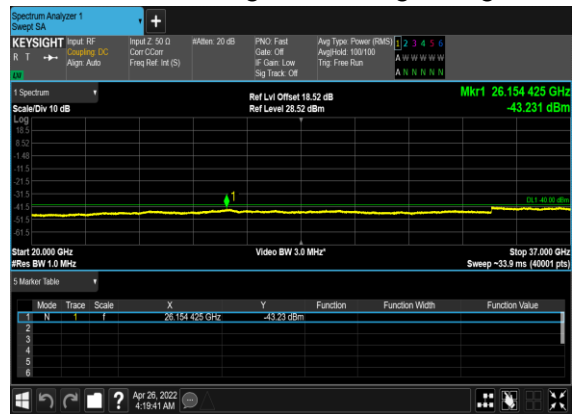 Spectrum Analyzer 1
Swept SA
+
KEYSIGHT Input: RF Input Z: 50 Ω #Atten: 20 dB PNO: Fast Avg Type: Power (RMS) 1 2 3 4 5 6
R T Coupling: DC Corr CCorr Gate: Off Avg|Hold: 100/100 A W W W W W
Align: Auto Freq Ref: Int (S) IF Gain: Low Trig: Free Run
Sig Track: Off A N N N N N
1 Spectrum Ref Lvl Offset 18.52 dB Mkr1 26.154 425 GHz
Scale/Div 10 dB Ref Level 28.52 dBm -43.231 dBm
Log
18.5
8.52
-1.48
-11.5
-21.5
-31.5
1
DL1 -40.00 dBm
-41.5
-51.5
-61.5
Start 20.000 GHz Video BW 3.0 MHz* Stop 37.000 GHz
#Res BW 1.0 MHz Sweep ~33.9 ms (40001 pts)
5 Marker Table
Mode Trace Scale X Y Function Function Width Function Value
1 N 1 f 26.154 425 GHz -43.23 dBm
2
3
4
5
6
? Apr 26, 2022
4:19:41 AM